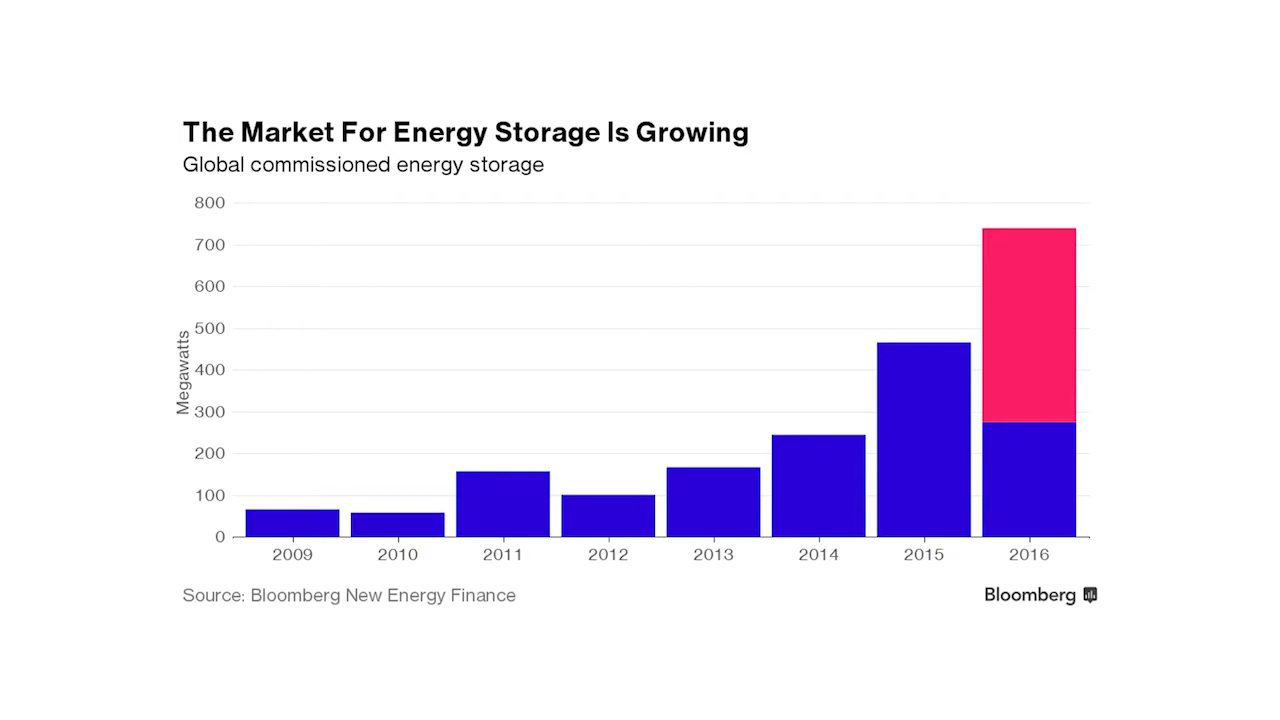 The Market For Energy Storage Is Growing
Global commissioned energy storage
800
700
600
500
400
300
200
100
0
Megawatts
2009 2010 2011 2012 2013 2014 2015 2016
Source: Bloomberg New Energy Finance
Bloomberg